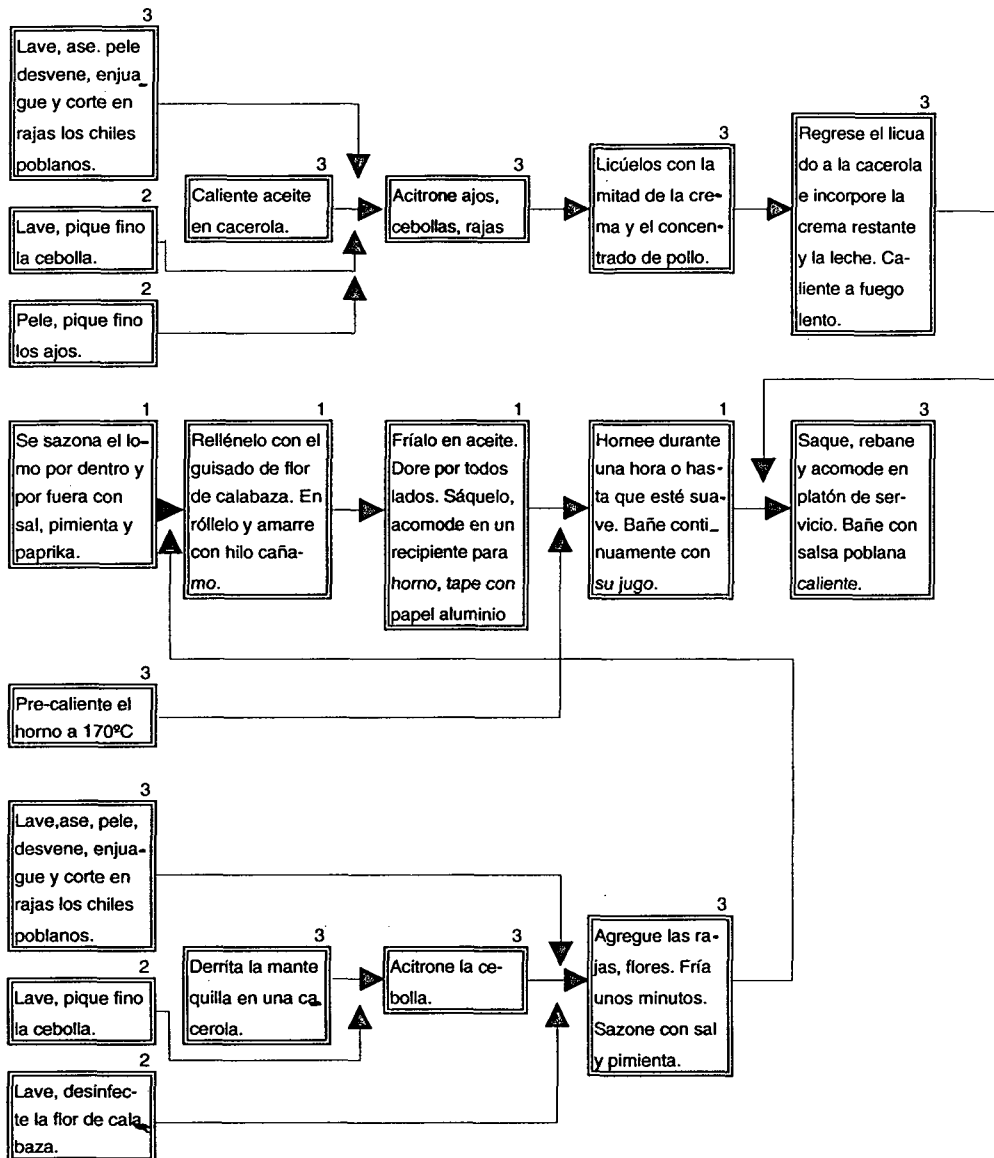 3
Lave, ase. pele
desvene, enjua_
gue y corte en
rajas los chiles
poblanos.
2
Lave, pique fino
la cebolla.
2
Pele, pique fino
los ajos.
3
Caliente aceite
en cacerola.
3
Acitrone ajos,
cebollas, rajas
3
Licúelos con la
mitad de la cre-
ma y el concen-
trado de pollo.
3
Regrese el licua
do a la cacerola
e incorpore la
crema restante
y la leche. Ca-
liente a fuego
lento.
1
Se sazona el lo-
mo por dentro y
por fuera con
sal, pimienta y
paprika.
1
Rellénelo con el
guisado de flor
de calabaza. En
róllelo y amarre
con hilo cáña-
mo.
1
Fríalo en aceite.
Dore por todos
lados. Sáquelo,
acomode en un
recipiente para
horno, tape con
papel aluminio
1
Hornee durante
una hora o has-
ta que esté sua-
ve. Bañe conti_
nuamente con
su jugo.
3
Saque, rebane
y acomode en
platón de ser-
vicio. Bañe con
salsa poblana
caliente.
3
Pre-caliente el
horno a 170ºC
3
Lave,ase, pele,
desvene, enjua-
gue y corte en
rajas los chiles
poblanos.
2
Lave, pique fino
la cebolla.
2
Lave, desinfec-
te la flor de cala_
baza.
3
Derrita la mante
quilla en una ca_
cerola.
3
Acitrone la ce-
bolla.
3
Agregue las ra-
jas, flores. Fría
unos minutos.
Sazone con sal
y pimienta.